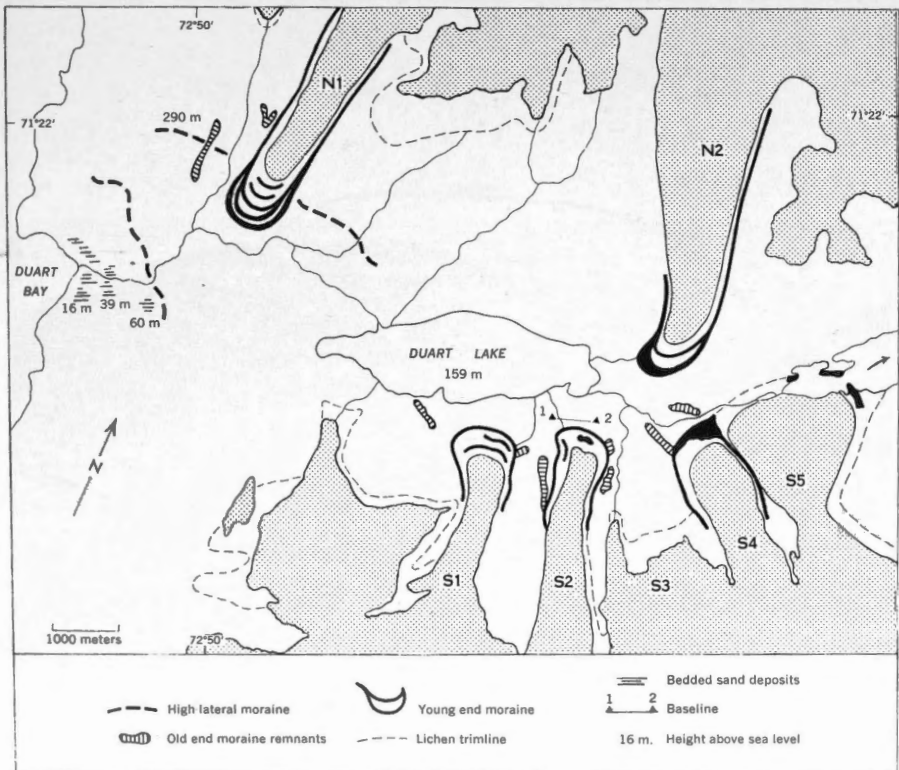 72°50'
N1
N2
290 m
71°22'
71°22'
DUART
BAY
16 m
39 m
60 m
DUART LAKE
159 m
1
2
N
S5
S4
S1
S2
S3
1000 meters
72°50'
High lateral moraine
Young end moraine
Bedded sand deposits
1 2
Baseline
Old end moraine remnants
Lichen trimline
16 m. Height above sea level